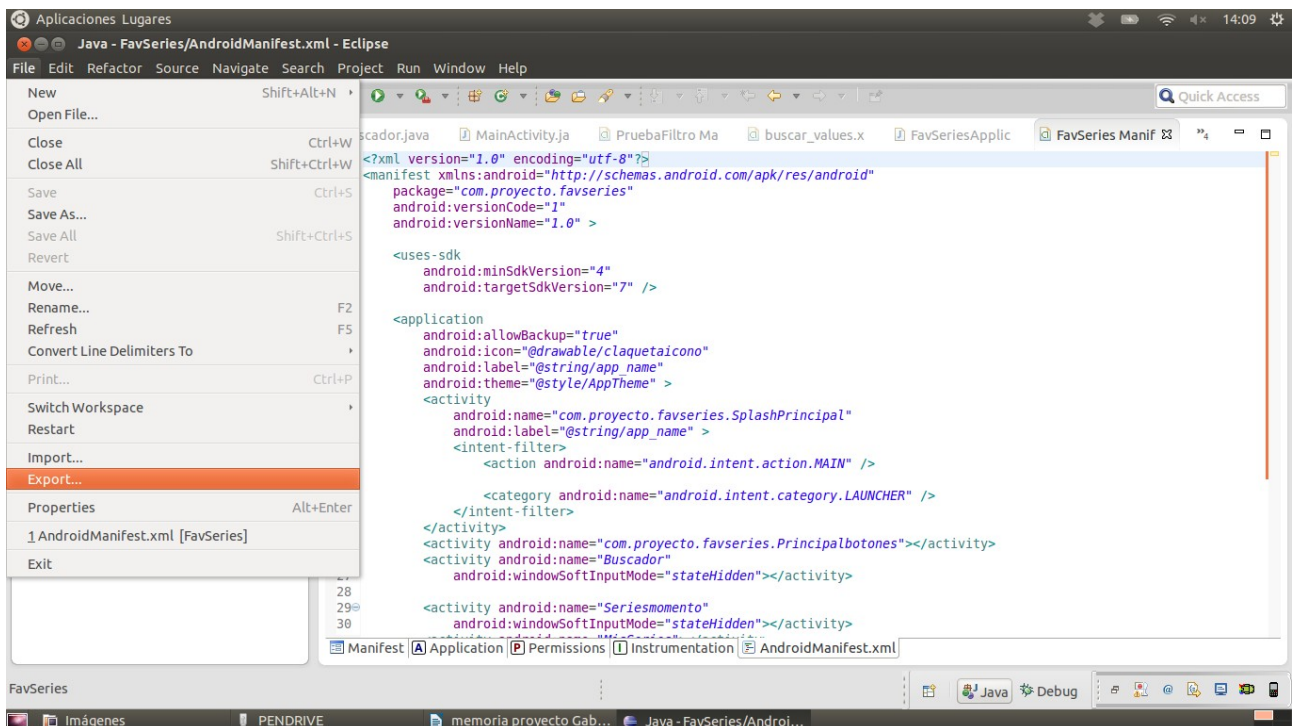 Aplicaciones Lugares 14:09
Java - FavSeries/AndroidManifest.xml - Eclipse
File Edit Refactor Source Navigate Search Project Run Window Help
New Shift+Alt+N
Open File...
Close Ctrl+W
Close All Shift+Ctrl+W
Save Ctrl+S
Save As...
Save All Shift+Ctrl+S
Revert
Move...
Rename... F2
Refresh F5
Convert Line Delimiters To
Print... Ctrl+P
Switch Workspace
Restart
Import...
Export...
Properties Alt+Enter
1 AndroidManifest.xml [FavSeries]
Exit
Quick Access
scador.java MainActivity.ja PruebaFiltro Ma buscar_values.x FavSeriesApplic FavSeries Manif »4
<?xml version="1.0" encoding="utf-8"?>
<manifest xmlns:android="http://schemas.android.com/apk/res/android"
package="com.proyecto.favseries"
android:versionCode="1"
android:versionName="1.0" >
<uses-sdk
android:minSdkVersion="4"
android:targetSdkVersion="7" />
<application
android:allowBackup="true"
android:icon="@drawable/claquetaicono"
android:label="@string/app_name"
android:theme="@style/AppTheme" >
<activity
android:name="com.proyecto.favseries.SplashPrincipal"
android:label="@string/app_name" >
<intent-filter>
<action android:name="android.intent.action.MAIN" />
<category android:name="android.intent.category.LAUNCHER" />
</intent-filter>
</activity>
<activity android:name="com.proyecto.favseries.Principalbotones"></activity>
<activity android:name="Buscador"
android:windowSoftInputMode="stateHidden"></activity>
28
29 <activity android:name="Seriesmomento"
30 android:windowSoftInputMode="stateHidden"></activity>
Manifest A Application P Permissions I Instrumentation AndroidManifest.xml
FavSeries Java Debug
Imágenes PENDRIVE memoria proyecto Gab... Java - FavSeries/Androi...